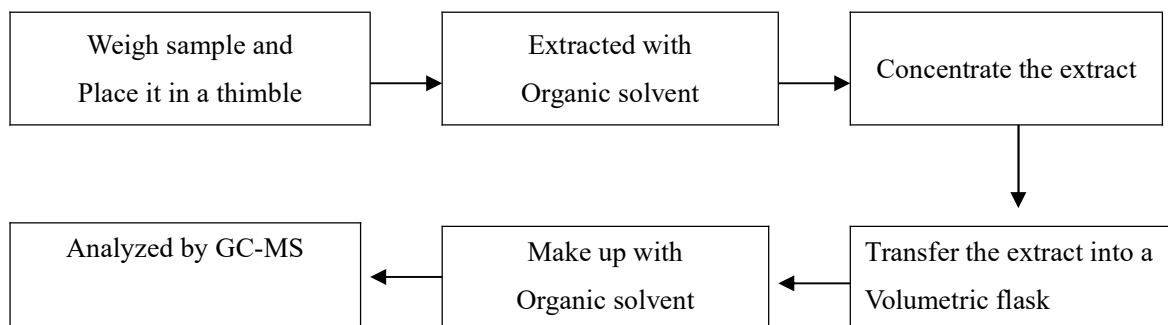 Weigh sample and
Place it in a thimble
Extracted with
Organic solvent
Concentrate the extract
Transfer the extract into a
Volumetric flask
Make up with
Organic solvent
Analyzed by GC-MS